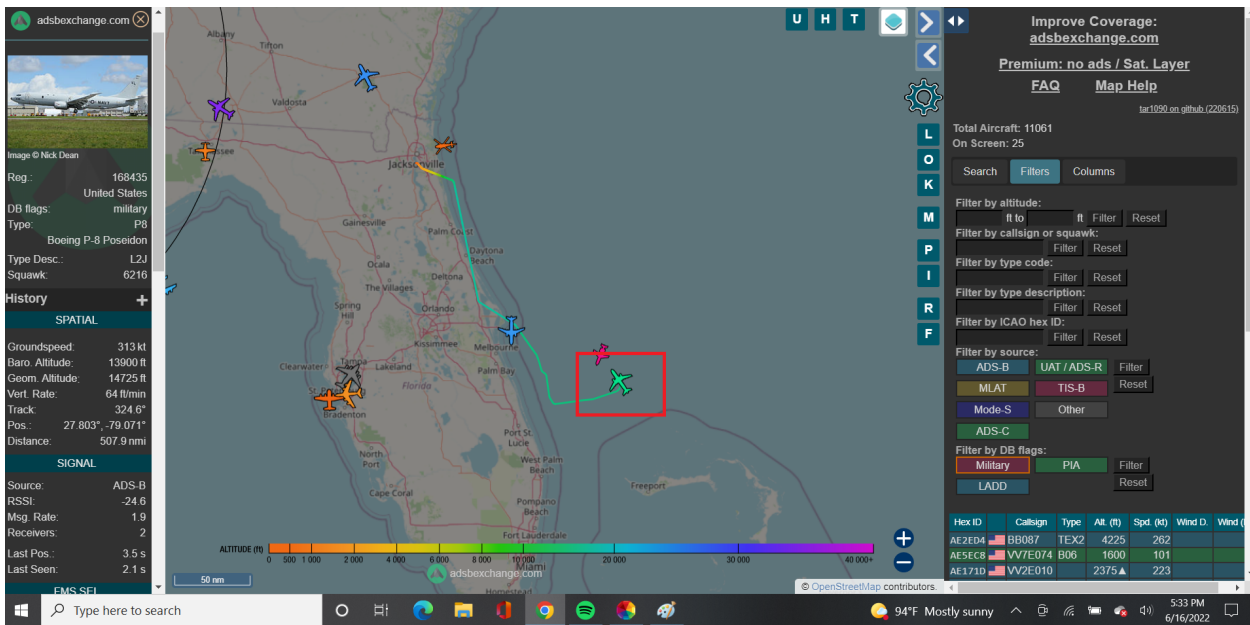 adsbexchange.com
Image © Nick Dean
Reg.: 168435
United States
DB flags: military
Type: P8
Boeing P-8 Poseidon
Type Desc.: L2J
Squawk: 6216
History +
SPATIAL
Groundspeed: 313 kt
Baro. Altitude: 13900 ft
Geom. Altitude: 14725 ft
Vert. Rate: 64 ft/min
Track: 324.6°
Pos.: 27.803°, -79.071°
Distance: 507.9 nmi
SIGNAL
Source: ADS-B
RSSI: -24.6
Msg. Rate: 1.9
Receivers: 2
Last Pos.: 3.5 s
Last Seen: 2.1 s
FMS SEL
U H T
L
O
K
M
P
I
R
F
Albany
Tifton
Valdosta
Jacksonville
Gainesville
Palm Coast
Daytona
Beach
Ocala
Deltona
The Villages
Spring
Hill
Orlando
Kissimmee
Melbourne
Clearwater
Tampa
Lakeland
Palm Bay
Florida
Bradenton
North
Port
Port St.
Lucie
West Palm
Beach
Cape Coral
Freeport
Pompano
Beach
Fort Lauderdale
Miami
Homestead
ALTITUDE (ft)
0 500 1 000 2 000 4 000 6 000 8 000 10 000 20 000 30 000 40 000+
adsbexchange.com
50 nm
© OpenStreetMap contributors.
Improve Coverage:
adsbexchange.com
Premium: no ads / Sat. Layer
FAQ Map Help
tar1090 on github (220615)
Total Aircraft: 11061
On Screen: 25
Search Filters Columns
Filter by altitude:
ft to ft Filter Reset
Filter by callsign or squawk:
Filter Reset
Filter by type code:
Filter Reset
Filter by type description:
Filter Reset
Filter by ICAO hex ID:
Filter Reset
Filter by source:
ADS-B UAT / ADS-R Filter
MLAT TIS-B Reset
Mode-S Other
ADS-C
Filter by DB flags:
Military PIA Filter
LADD Reset
Hex ID Callsign Type Alt. (ft) Spd. (kt) Wind D. Wind
AE2ED4 BB087 TEX2 4225 262
AE5EC8 VV7E074 B06 1600 101
AE171D VV2E010 2375▲ 223
Type here to search
94°F Mostly sunny
5:33 PM
6/16/2022